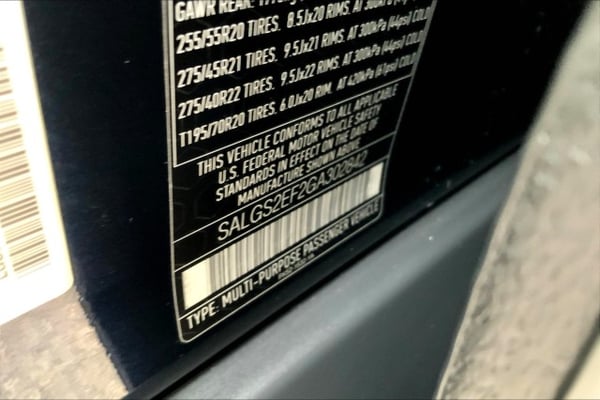 GAWR REAR.
255/55R20 TIRES. 8.5Jx20 RIMS. AT 300kPa (44psi) COLD
275/45R21 TIRES. 9.5Jx21 RIMS. AT 300kPa (44psi) COLD
275/40R22 TIRES. 9.5Jx22 RIMS. AT 300kPa (44psi) COLD
T195/70R20 TIRES. 6.0Jx20 RIM. AT 420kPa (61psi) COLD
THIS VEHICLE CONFORMS TO ALL APPLICABLE
U.S. FEDERAL MOTOR VEHICLE SAFETY
STANDARDS IN EFFECT ON THE DATE OF
MANUFACTURE SHOWN ABOVE.
SALGS2EF2GA302842
TYPE: MULTI-PURPOSE PASSENGER VEHICLE